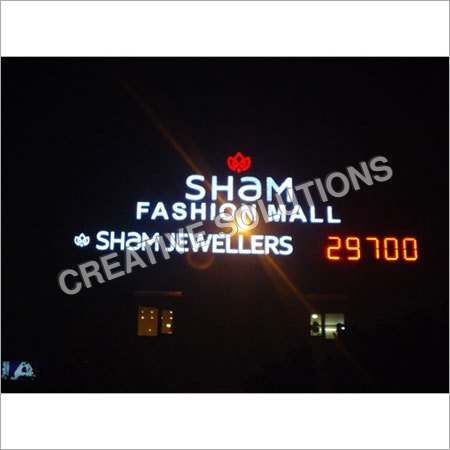 SHAM
FASHION MALL
SHAM JEWELLERS 29700
CREATIVE SOLUTIONS